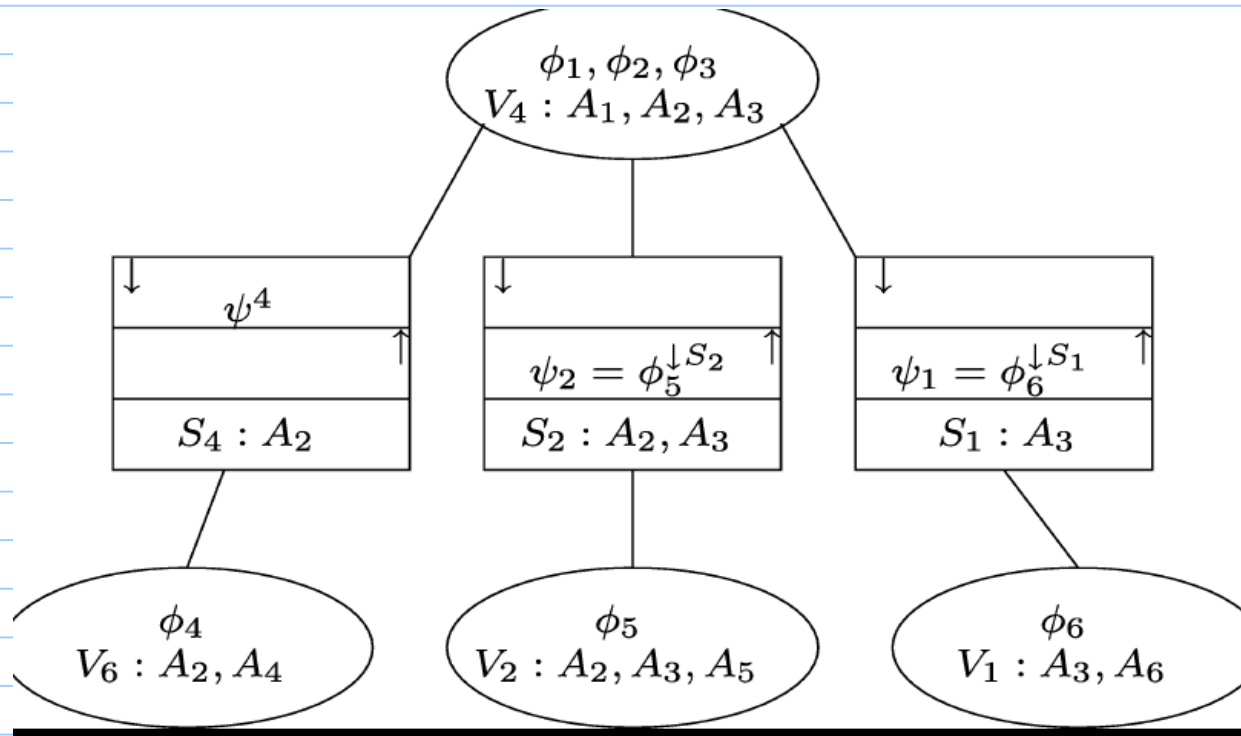 ϕ₁, ϕ₂, ϕ₃
V₄ : A₁, A₂, A₃
↓
ψ⁴
↑
S₄ : A₂
↓
↑
ψ₂ = ϕ₅^{↓S₂}
S₂ : A₂, A₃
↓
↑
ψ₁ = ϕ₆^{↓S₁}
S₁ : A₃
ϕ₄
V₆ : A₂, A₄
ϕ₅
V₂ : A₂, A₃, A₅
ϕ₆
V₁ : A₃, A₆